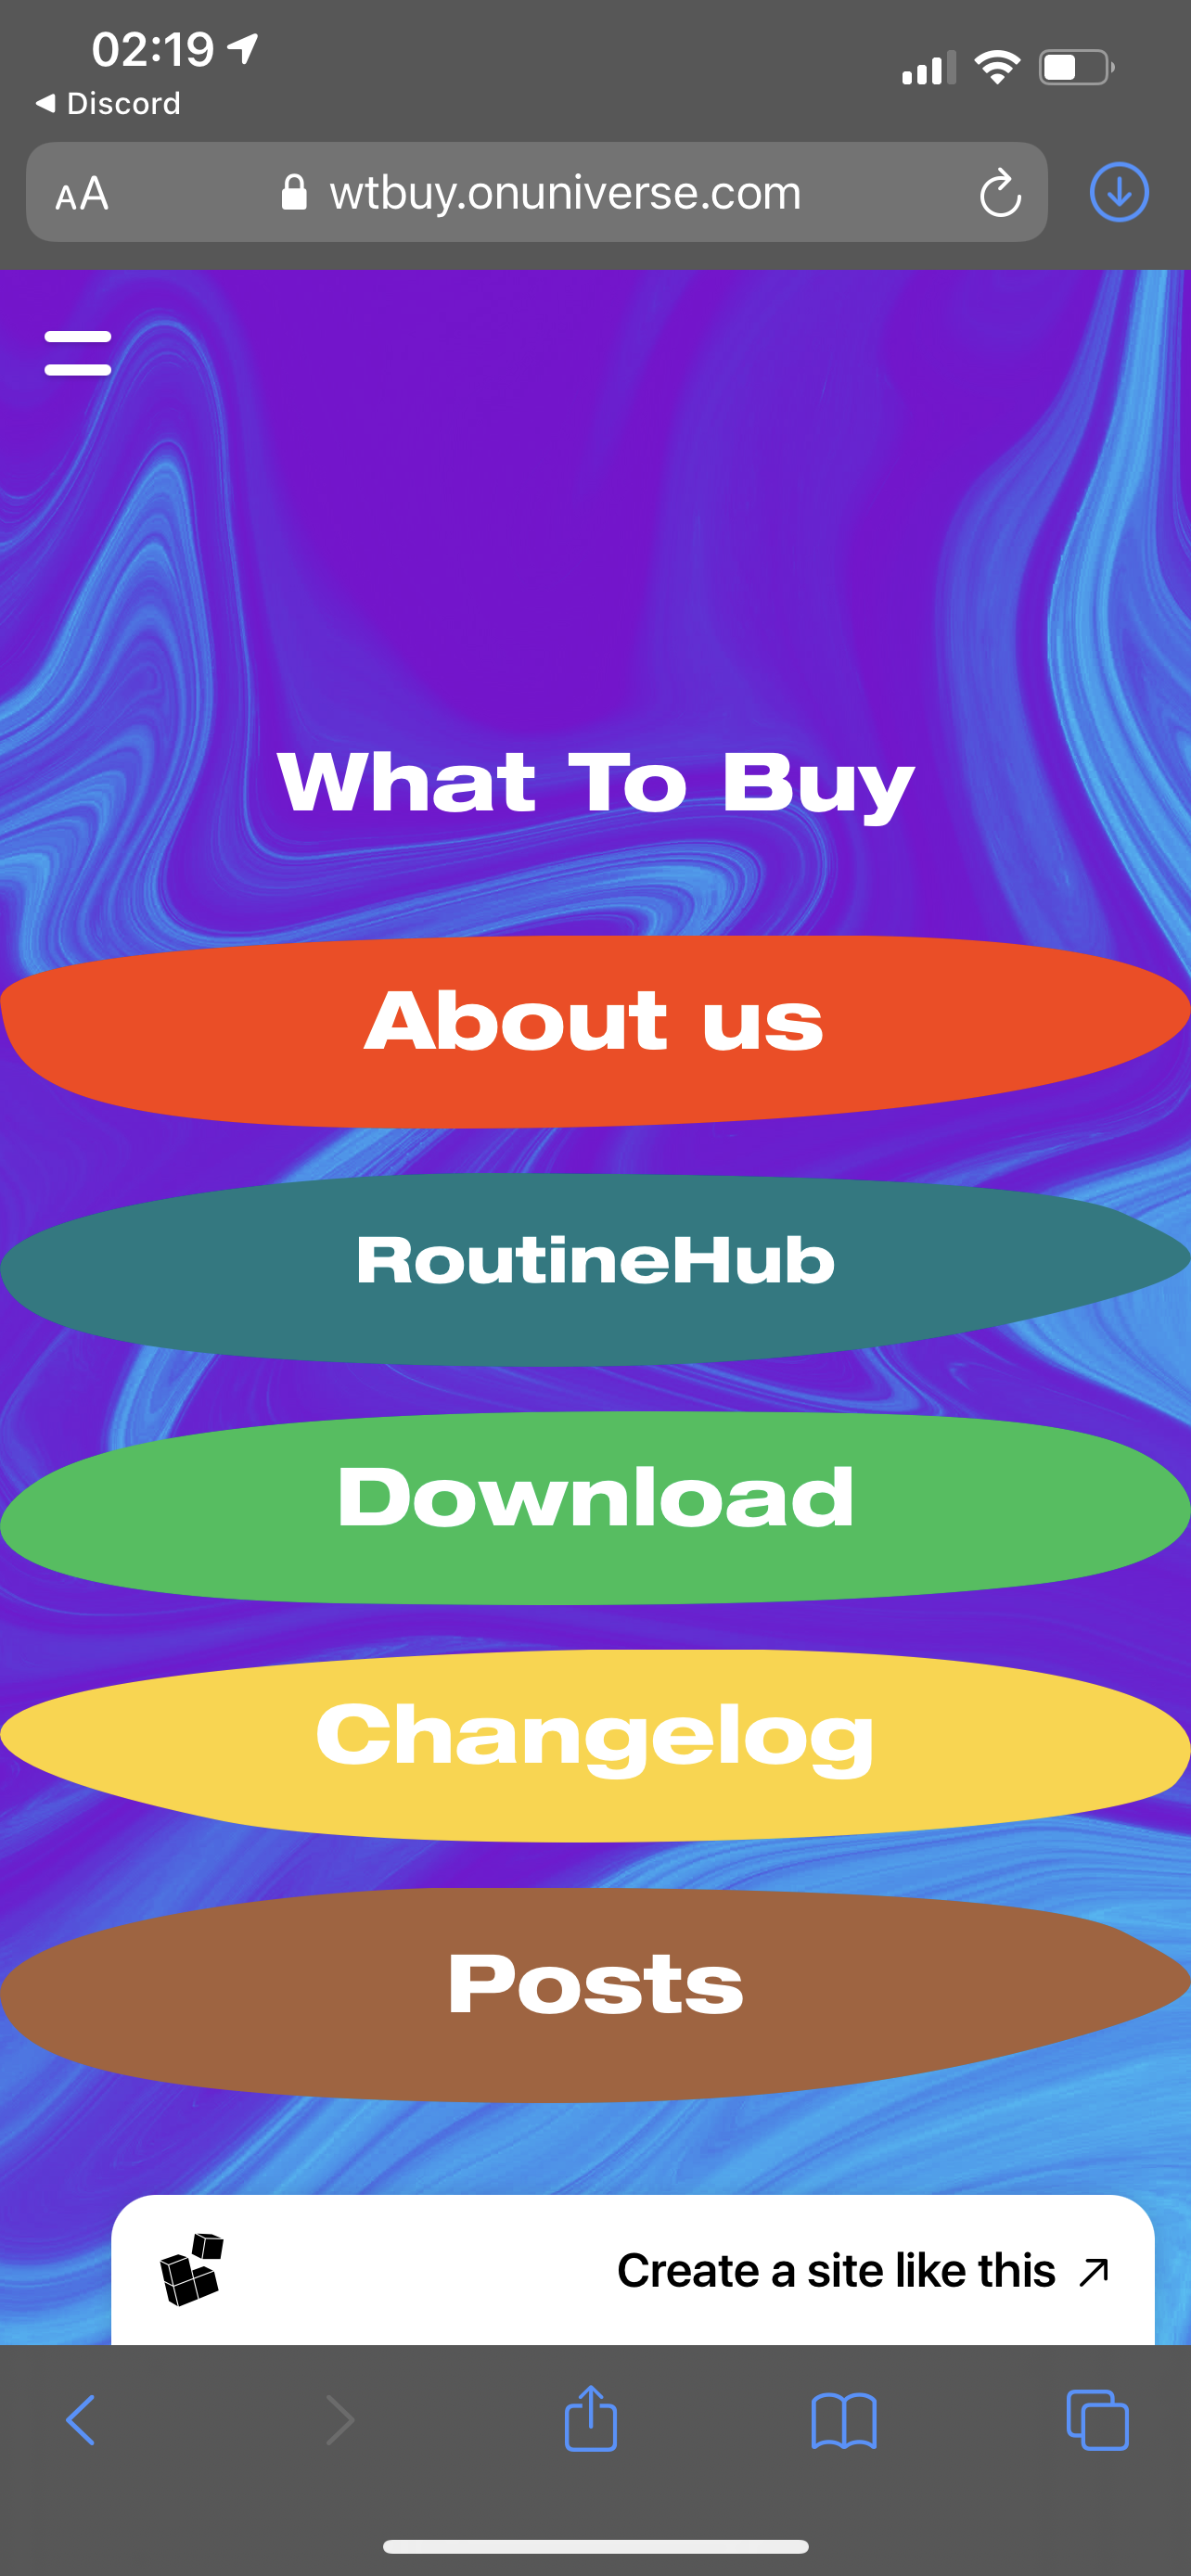 02:19
Discord
AA
wtbuy.onuniverse.com
What To Buy
About us
RoutineHub
Download
Changelog
Posts
Create a site like this